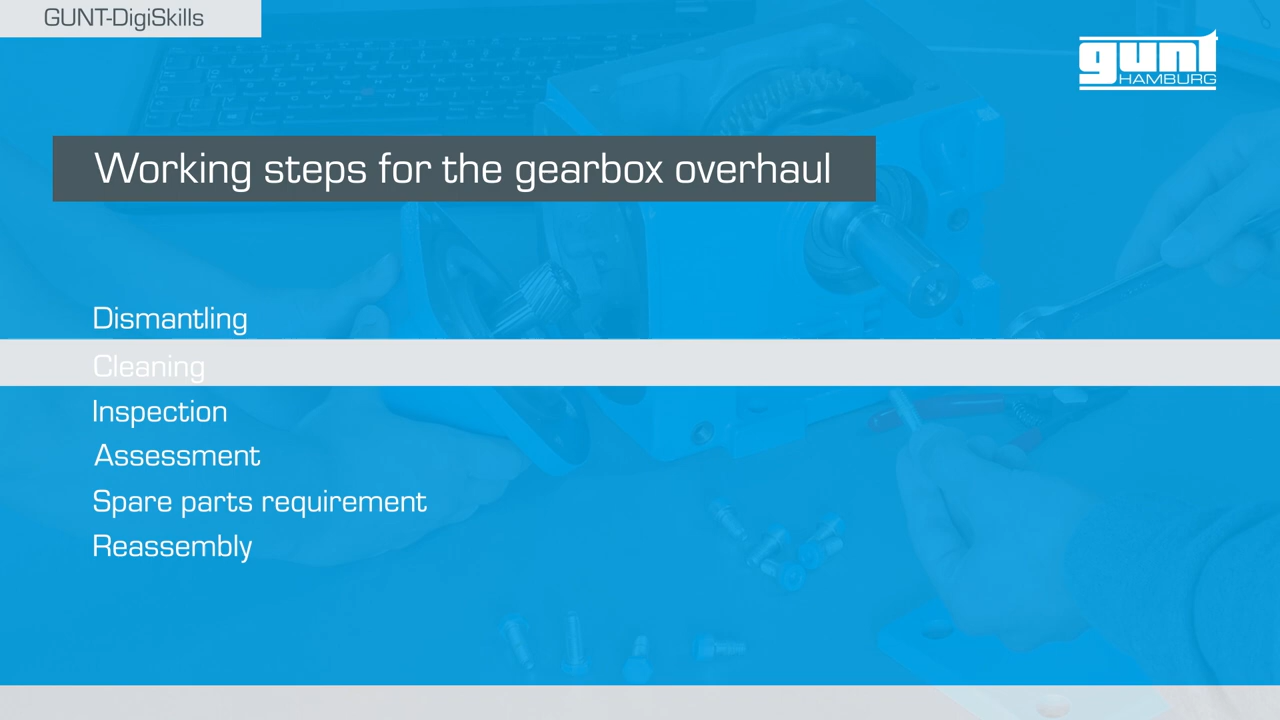 GUNT-DigiSkills
gunt
HAMBURG
Working steps for the gearbox overhaul
Dismantling
Cleaning
Inspection
Assessment
Spare parts requirement
Reassembly